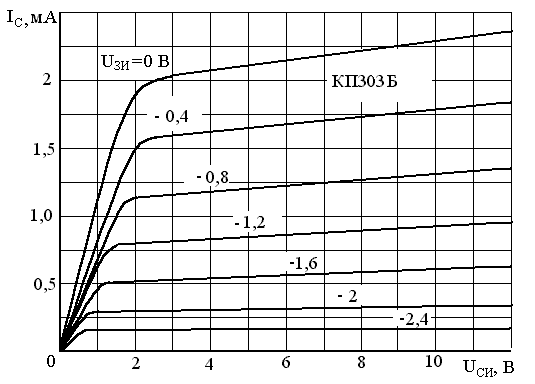 I_C, мА
U_ЗИ=0 В
КП303Б
2
- 0,4
1,5
- 0,8
1,0
- 1,2
-1,6
0,5
- 2
- 2,4
0 2 4 6 8 10 U_СИ, В